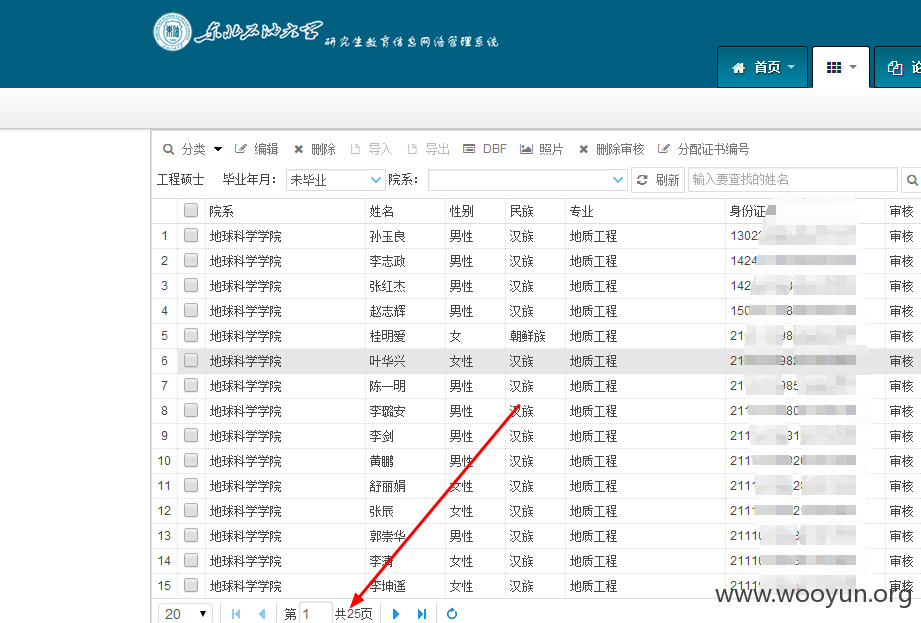 东北石油大学 研究生教育信息网络管理系统
首页 论
分类 编辑 删除 导入 导出 DBF 照片 删除审核 分配证书编号
工程硕士 毕业年月： 未毕业 院系： 刷新 输入要查找的姓名
院系 姓名 性别 民族 专业 身份证 审核
1 地球科学学院 孙玉良 男性 汉族 地质工程 1302 审核
2 地球科学学院 李志政 男性 汉族 地质工程 1424 审核
3 地球科学学院 张红杰 男性 汉族 地质工程 142 审核
4 地球科学学院 赵志辉 男性 汉族 地质工程 150 审核
5 地球科学学院 桂明爱 女 朝鲜族 地质工程 21 审核
6 地球科学学院 叶华兴 女性 汉族 地质工程 21 审核
7 地球科学学院 陈一明 男性 汉族 地质工程 21 审核
8 地球科学学院 李璐安 男性 汉族 地质工程 211 审核
9 地球科学学院 李剑 男性 汉族 地质工程 211 审核
10 地球科学学院 黄鹏 男性 汉族 地质工程 211 审核
11 地球科学学院 舒丽娟 女性 汉族 地质工程 2111 审核
12 地球科学学院 张辰 女性 汉族 地质工程 2111 审核
13 地球科学学院 郭崇华 男性 汉族 地质工程 2111 审核
14 地球科学学院 李清 女性 汉族 地质工程 2111 审核
15 地球科学学院 李坤遥 女性 汉族 地质工程 2111 审核
www.wooyun.org
20 第 1 共25页